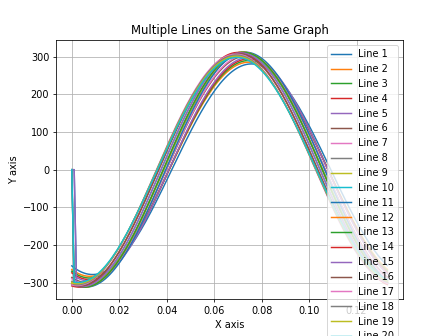 Multiple Lines on the Same Graph
300
200
100
0
−100
−200
−300
Y axis
0.00
0.02
0.04
0.06
0.08
0.10
X axis
Line 1
Line 2
Line 3
Line 4
Line 5
Line 6
Line 7
Line 8
Line 9
Line 10
Line 11
Line 12
Line 13
Line 14
Line 15
Line 16
Line 17
Line 18
Line 19
Line 20